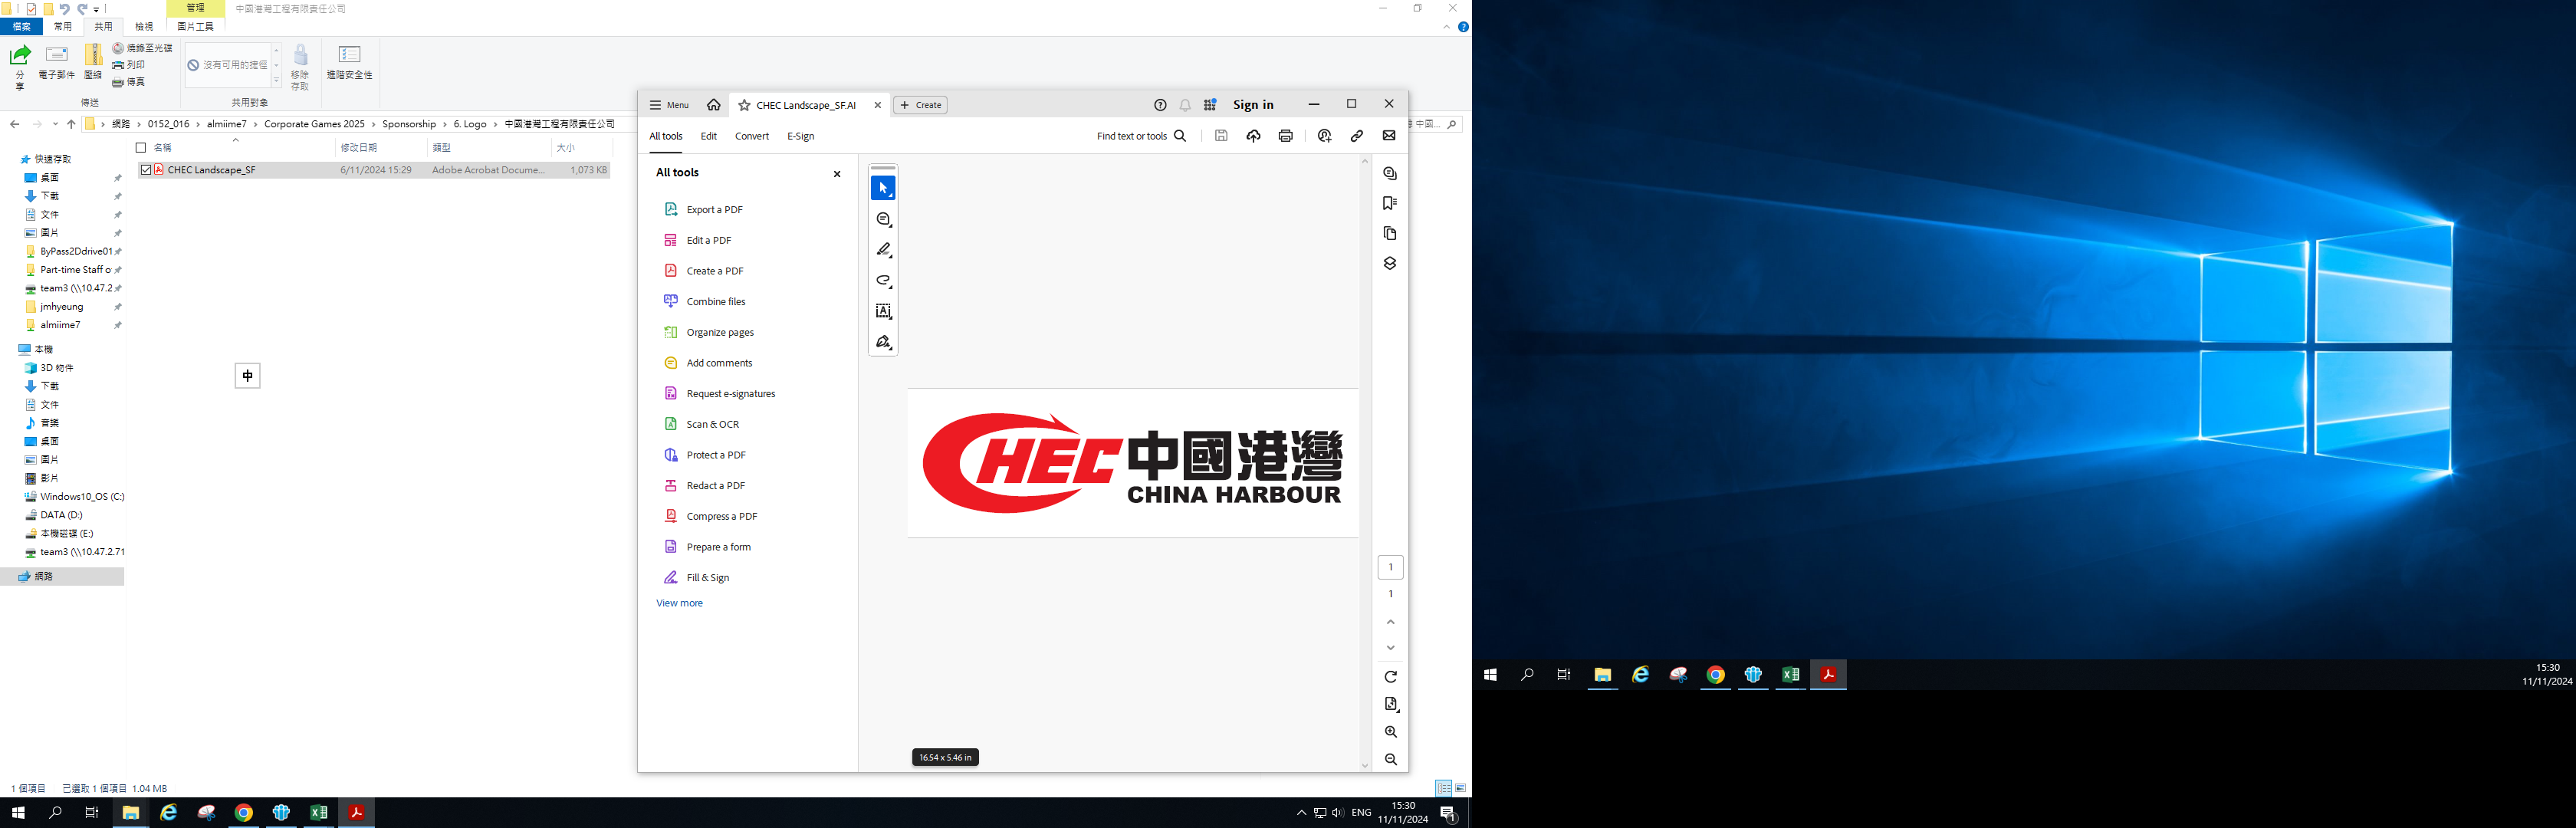 管理
中國港灣工程有限責任公司
檔案 常用 共用 檢視 圖片工具
分享 電子郵件 壓縮 燒錄至光碟 列印 傳真
沒有可用的捷徑
移除存取
進階安全性
傳送 共用對象
網路 › 0152_016 › almiime7 › Corporate Games 2025 › Sponsorship › 6. Logo › 中國港灣工程有限責任公司
中國...
名稱 修改日期 類型 大小
CHEC Landscape_SF 6/11/2024 15:29 Adobe Acrobat Docume... 1,073 KB
快速存取
桌面
下載
文件
圖片
ByPass2Ddrive01
Part-time Staff o
team3 (\\10.47.2
jmhyeung
almiime7
本機
3D 物件
下載
文件
音樂
桌面
圖片
影片
Windows10_OS (C:)
DATA (D:)
本機磁碟 (E:)
team3 (\\10.47.2.71
網路
中
1 個項目 已選取 1 個項目 1.04 MB
Menu CHEC Landscape_SF.AI + Create Sign in
All tools Edit Convert E-Sign Find text or tools
All tools
Export a PDF
Edit a PDF
Create a PDF
Combine files
Organize pages
Add comments
Request e-signatures
Scan & OCR
Protect a PDF
Redact a PDF
Compress a PDF
Prepare a form
Fill & Sign
View more
CHEC 中國港灣
CHINA HARBOUR
16.54 x 5.46 in
1
1
ENG
15:30
11/11/2024
1
15:30
11/11/2024